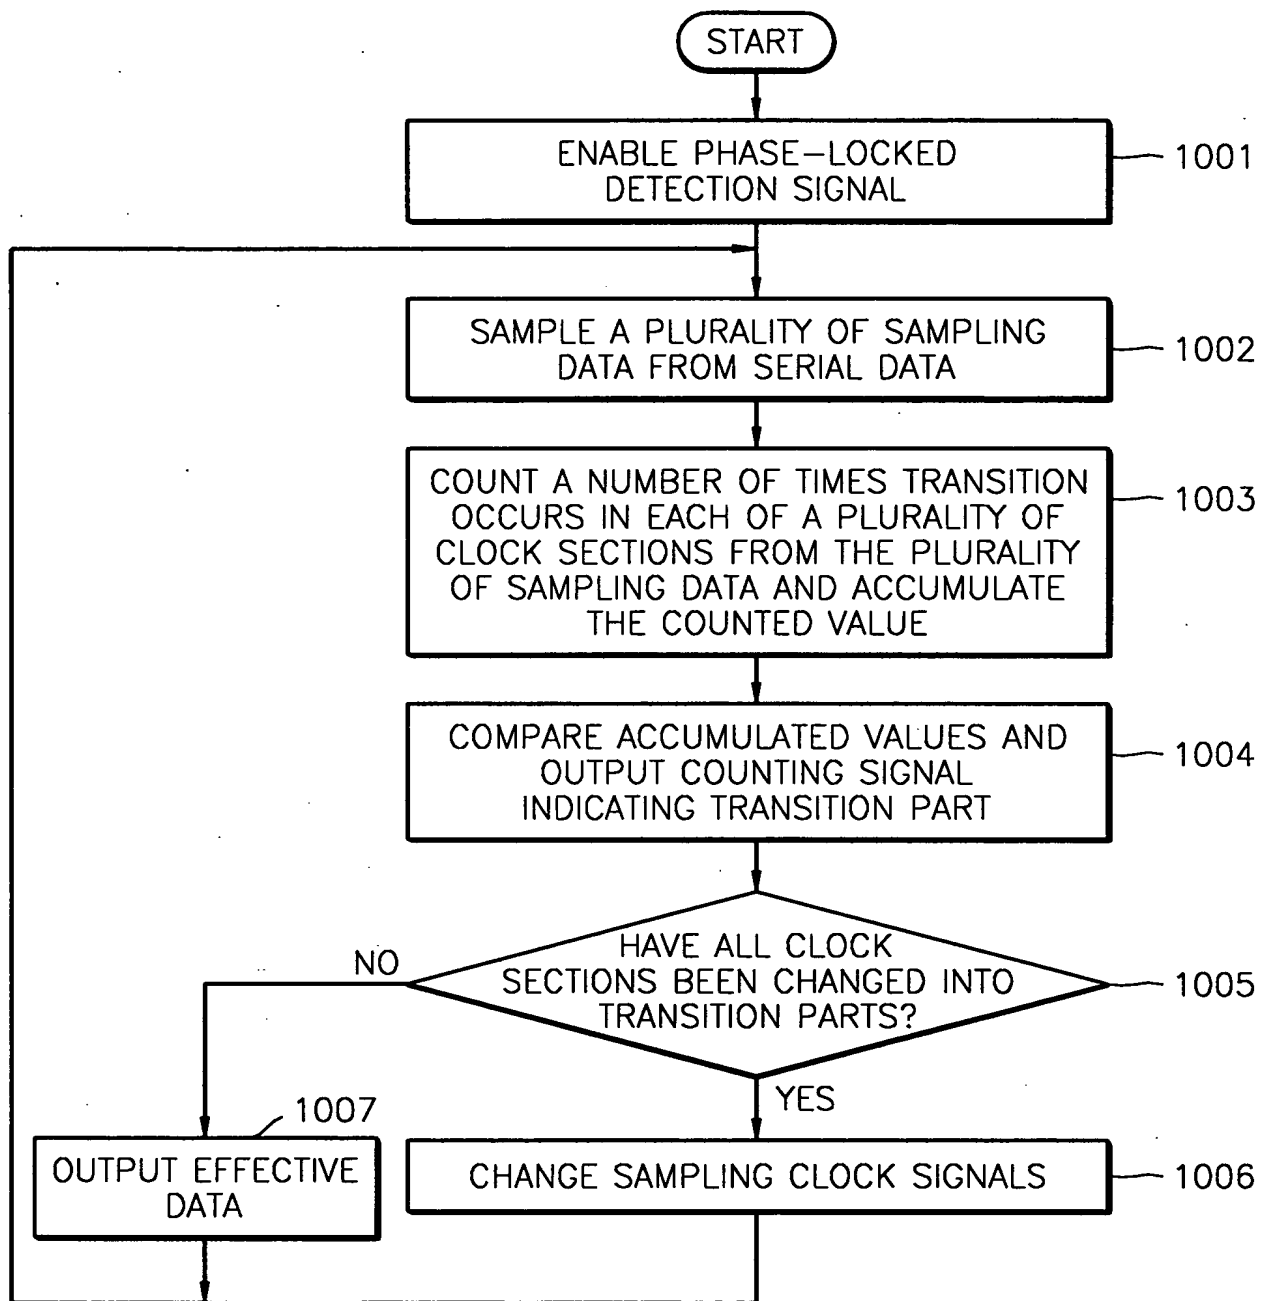 START
ENABLE PHASE-LOCKED
DETECTION SIGNAL
1001
SAMPLE A PLURALITY OF SAMPLING
DATA FROM SERIAL DATA
1002
COUNT A NUMBER OF TIMES TRANSITION
OCCURS IN EACH OF A PLURALITY OF
CLOCK SECTIONS FROM THE PLURALITY
OF SAMPLING DATA AND ACCUMULATE
THE COUNTED VALUE
1003
COMPARE ACCUMULATED VALUES AND
OUTPUT COUNTING SIGNAL
INDICATING TRANSITION PART
1004
HAVE ALL CLOCK
SECTIONS BEEN CHANGED INTO
TRANSITION PARTS?
1005
NO
YES
1007
OUTPUT EFFECTIVE
DATA
CHANGE SAMPLING CLOCK SIGNALS
1006